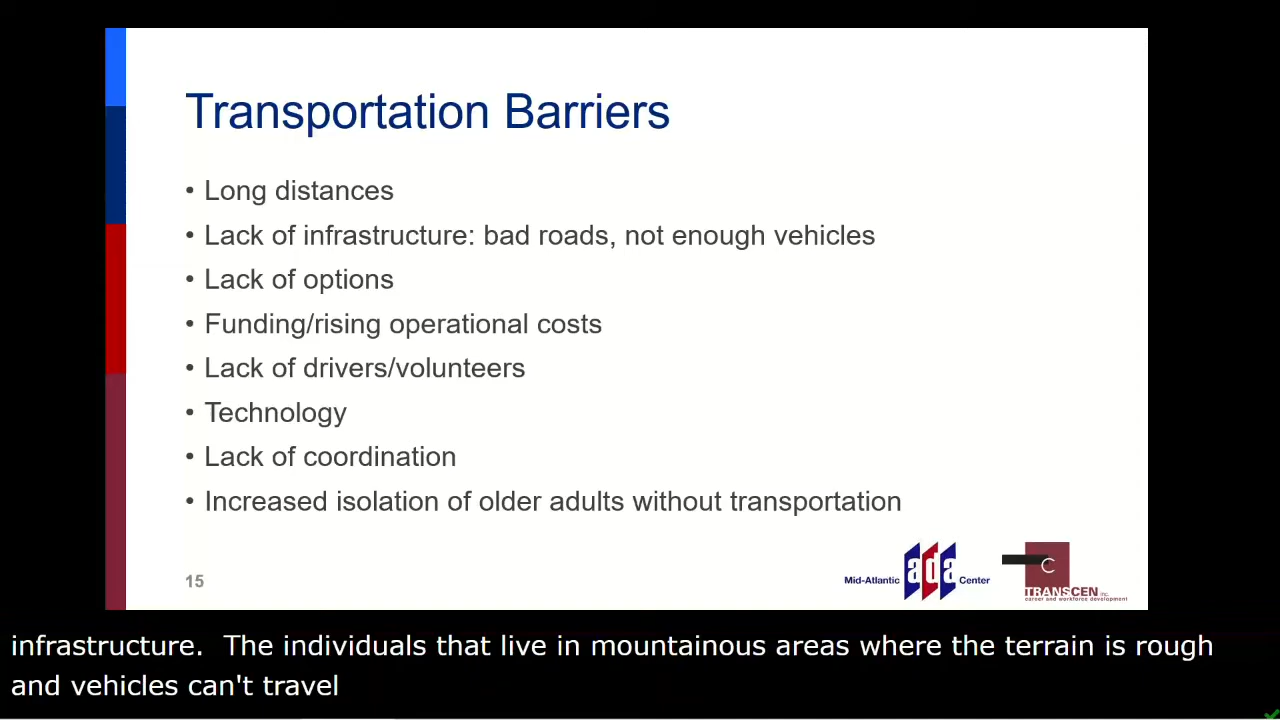 Transportation Barriers
• Long distances
• Lack of infrastructure: bad roads, not enough vehicles
• Lack of options
• Funding/rising operational costs
• Lack of drivers/volunteers
• Technology
• Lack of coordination
• Increased isolation of older adults without transportation
15
Mid-Atlantic ada Center
C
TRANSCEN inc.
career and workforce development
infrastructure.  The individuals that live in mountainous areas where the terrain is rough
and vehicles can't travel